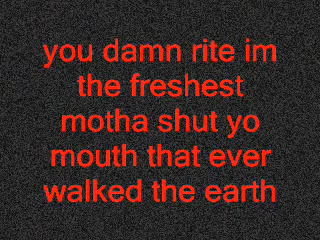 you damn rite im
the freshest
motha shut yo
mouth that ever
walked the earth